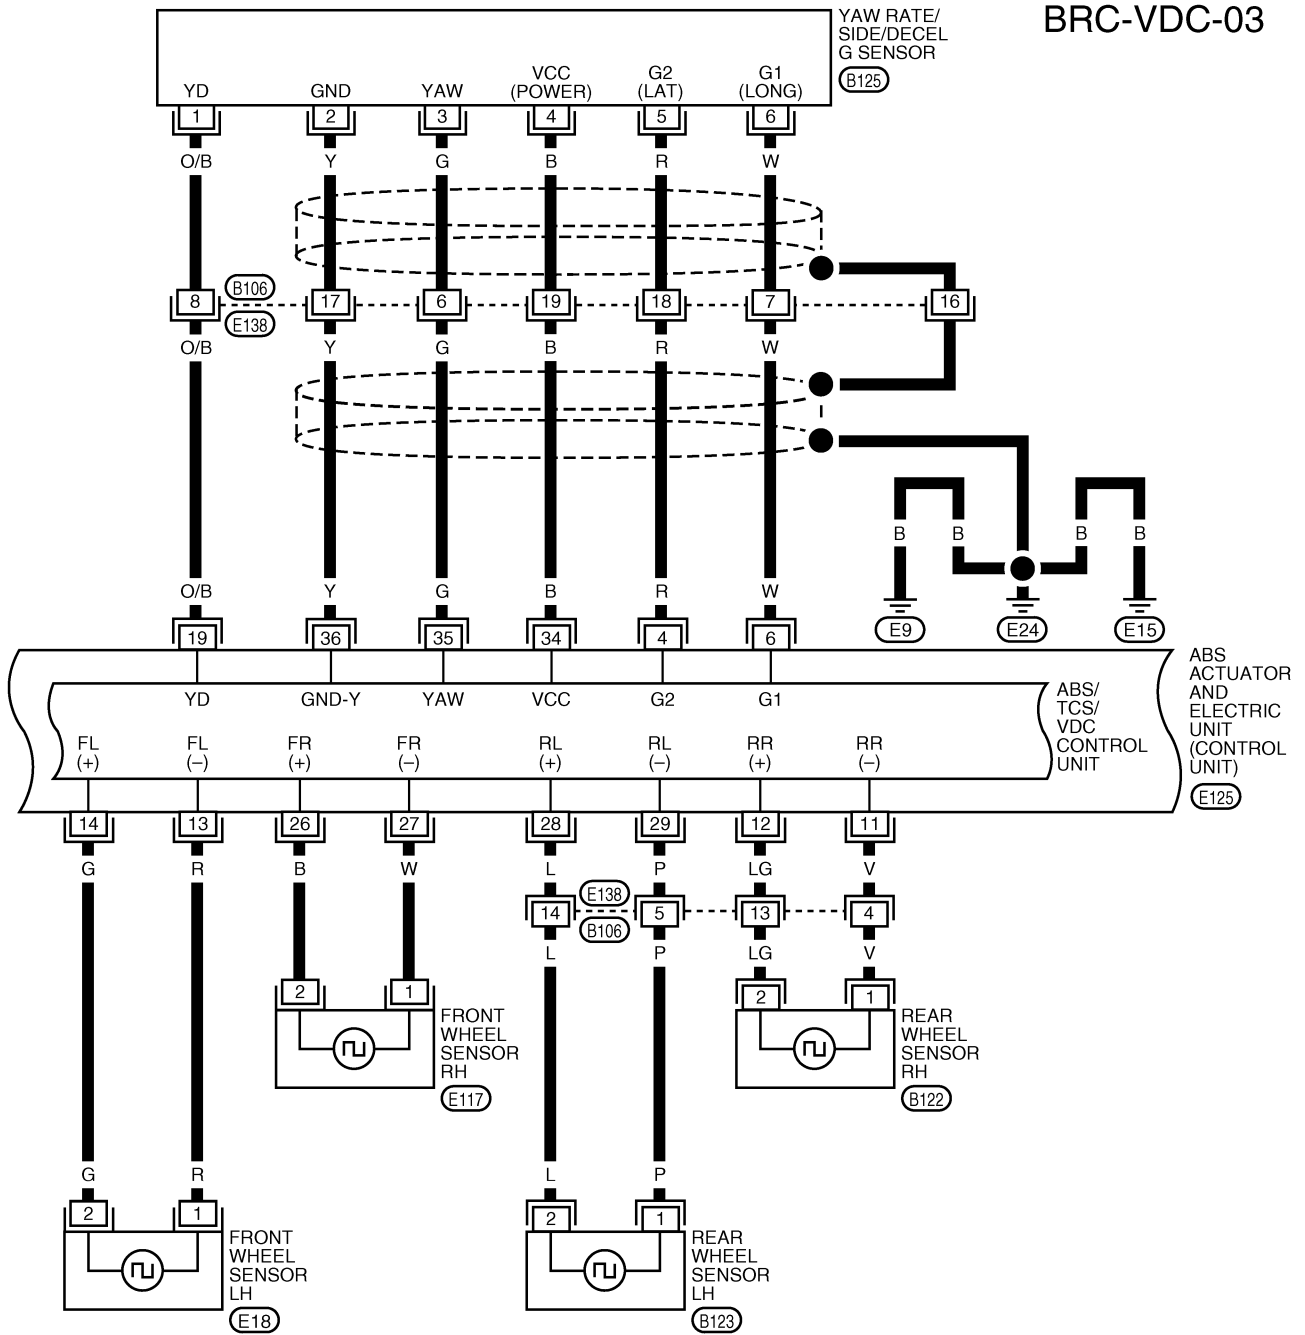 BRC-VDC-03
YAW RATE/
SIDE/DECEL
G SENSOR
B125
YD GND YAW VCC (POWER) G2 (LAT) G1 (LONG)
1 2 3 4 5 6
O/B Y G B R W
B106
8 17 6 19 18 7 16
E138
O/B Y G B R W
B B B B
O/B Y G B R W
E9 E24 E15
19 36 35 34 4 6
ABS
ACTUATOR
AND
ELECTRIC
UNIT
(CONTROL
UNIT)
E125
YD GND-Y YAW VCC G2 G1
ABS/
TCS/
VDC
CONTROL
UNIT
FL FL FR FR RL RL RR RR
(+) (–) (+) (–) (+) (–) (+) (–)
14 13 26 27 28 29 12 11
G R B W L P LG V
E138
14 5 13 4
B106
L P LG V
2 1 2 1
FRONT
WHEEL
SENSOR
RH
E117
REAR
WHEEL
SENSOR
RH
B122
G R L P
2 1 2 1
FRONT
WHEEL
SENSOR
LH
E18
REAR
WHEEL
SENSOR
LH
B123